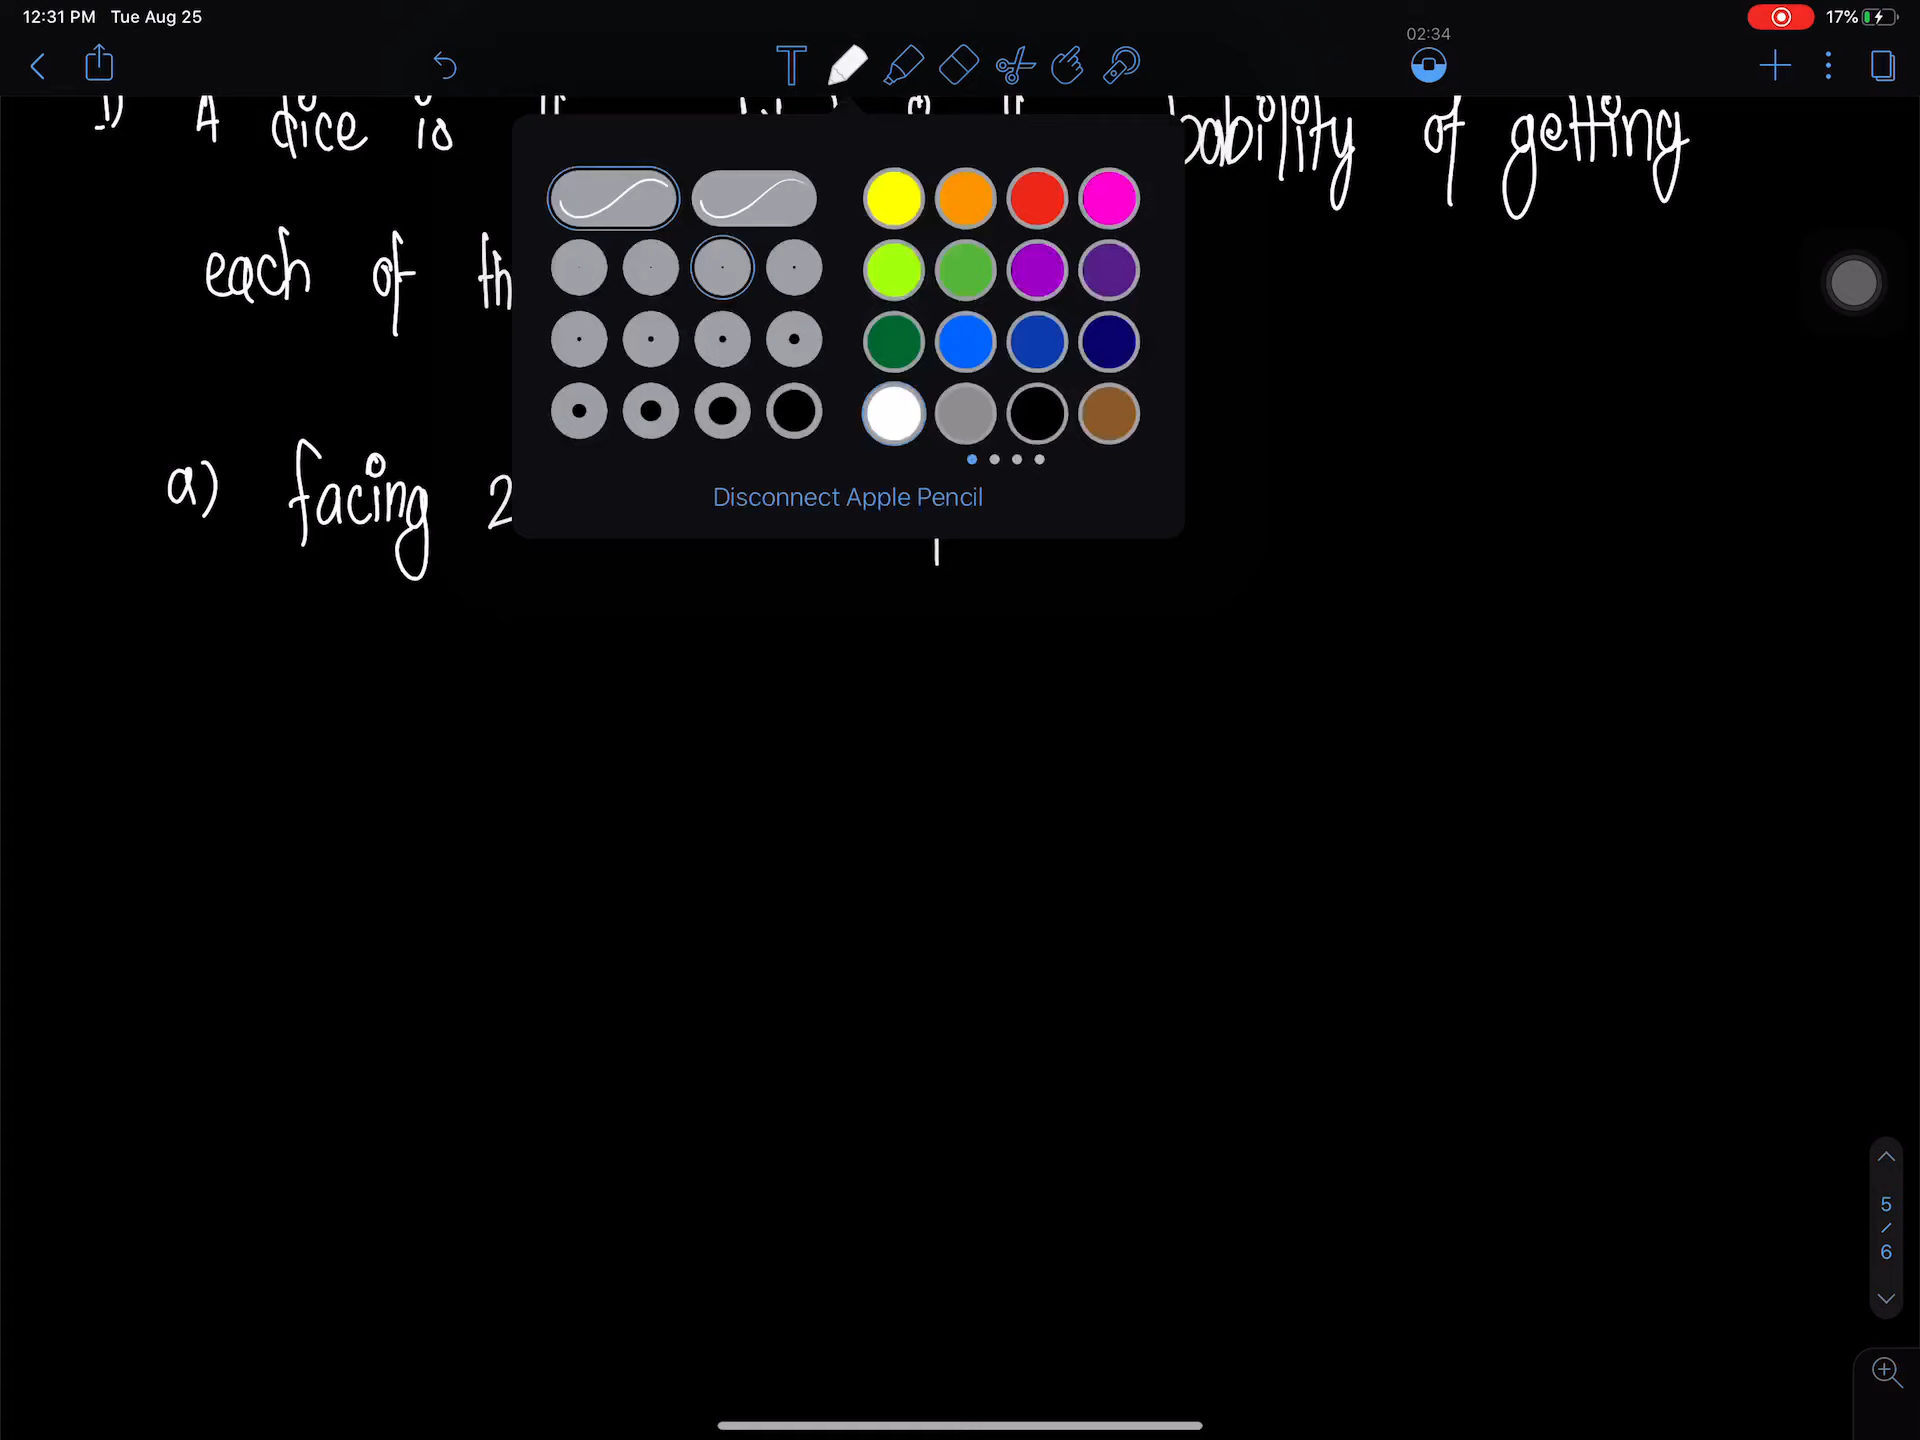 12:31 PM Tue Aug 25
17%
02:34
1) A dice is bability of getting
each of th
a) facing 2
Disconnect Apple Pencil
5
/
6